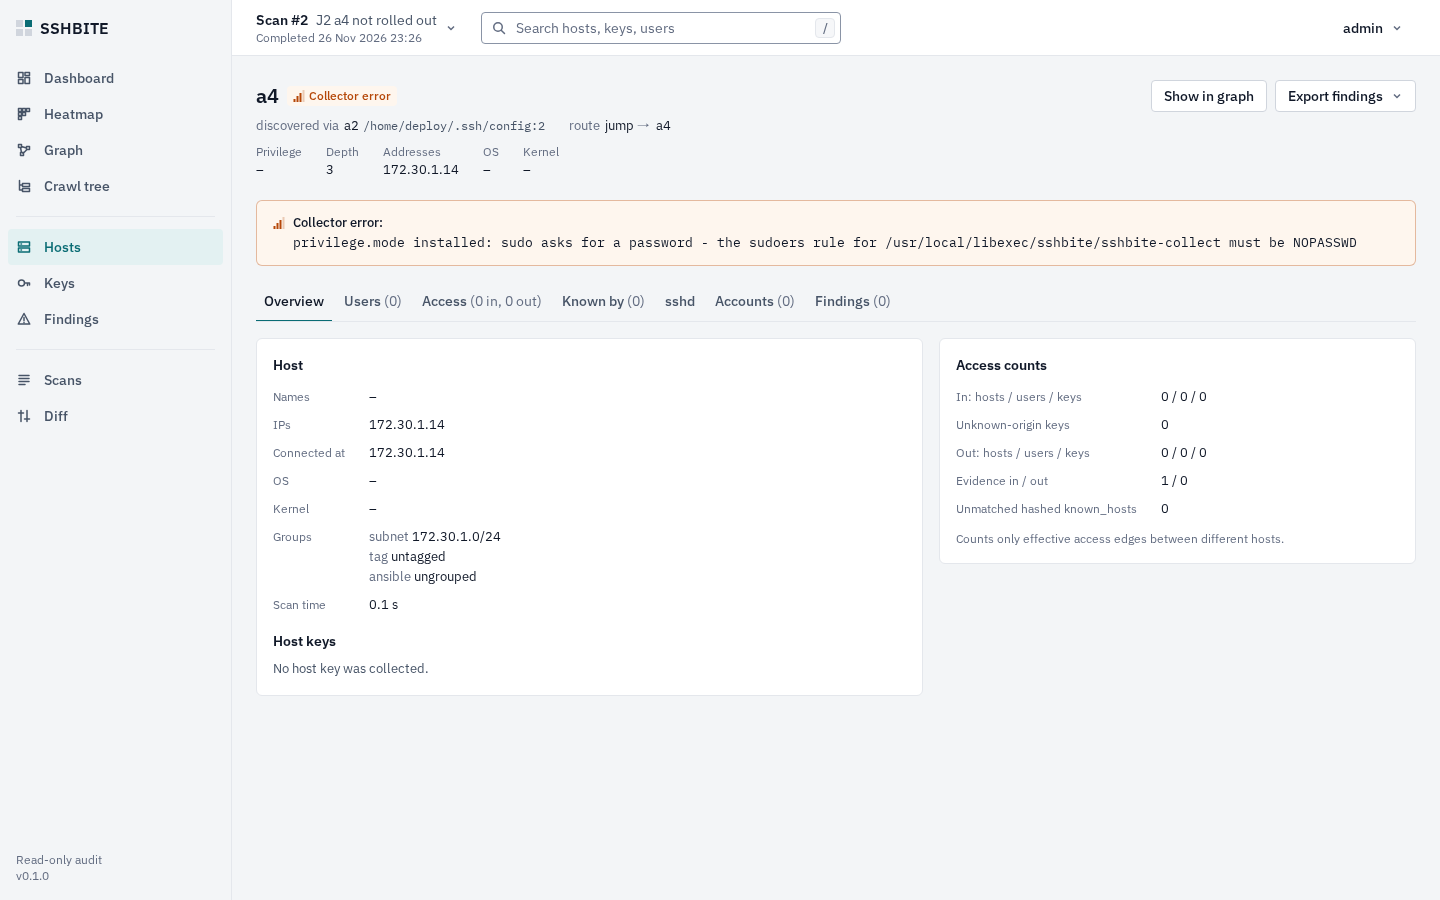 SSHBITE
Dashboard
Heatmap
Graph
Crawl tree
Hosts
Keys
Findings
Scans
Diff
Read-only audit
v0.1.0
Scan #2 J2 a4 not rolled out
Completed 26 Nov 2026 23:26
Search hosts, keys, users /
admin
a4 Collector error
Show in graph
Export findings
discovered via a2 /home/deploy/.ssh/config:2 route jump → a4
Privilege Depth Addresses OS Kernel
– 3 172.30.1.14 – –
Collector error:
privilege.mode installed: sudo asks for a password - the sudoers rule for /usr/local/libexec/sshbite/sshbite-collect must be NOPASSWD
Overview Users (0) Access (0 in, 0 out) Known by (0) sshd Accounts (0) Findings (0)
Host
Names –
IPs 172.30.1.14
Connected at 172.30.1.14
OS –
Kernel –
Groups subnet 172.30.1.0/24
tag untagged
ansible ungrouped
Scan time 0.1 s
Host keys
No host key was collected.
Access counts
In: hosts / users / keys 0 / 0 / 0
Unknown-origin keys 0
Out: hosts / users / keys 0 / 0 / 0
Evidence in / out 1 / 0
Unmatched hashed known_hosts 0
Counts only effective access edges between different hosts.